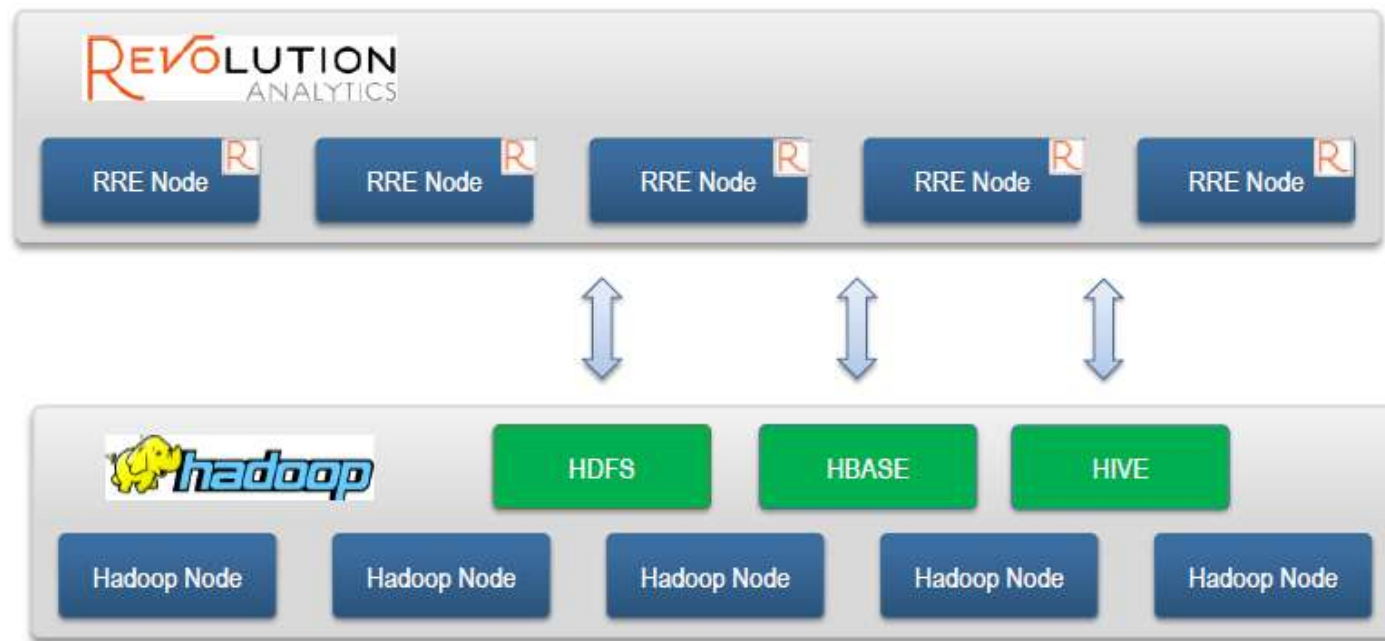 REVOLUTION
ANALYTICS
R
R
R
R
R
RRE Node
RRE Node
RRE Node
RRE Node
RRE Node
hadoop
HDFS
HBASE
HIVE
Hadoop Node
Hadoop Node
Hadoop Node
Hadoop Node
Hadoop Node